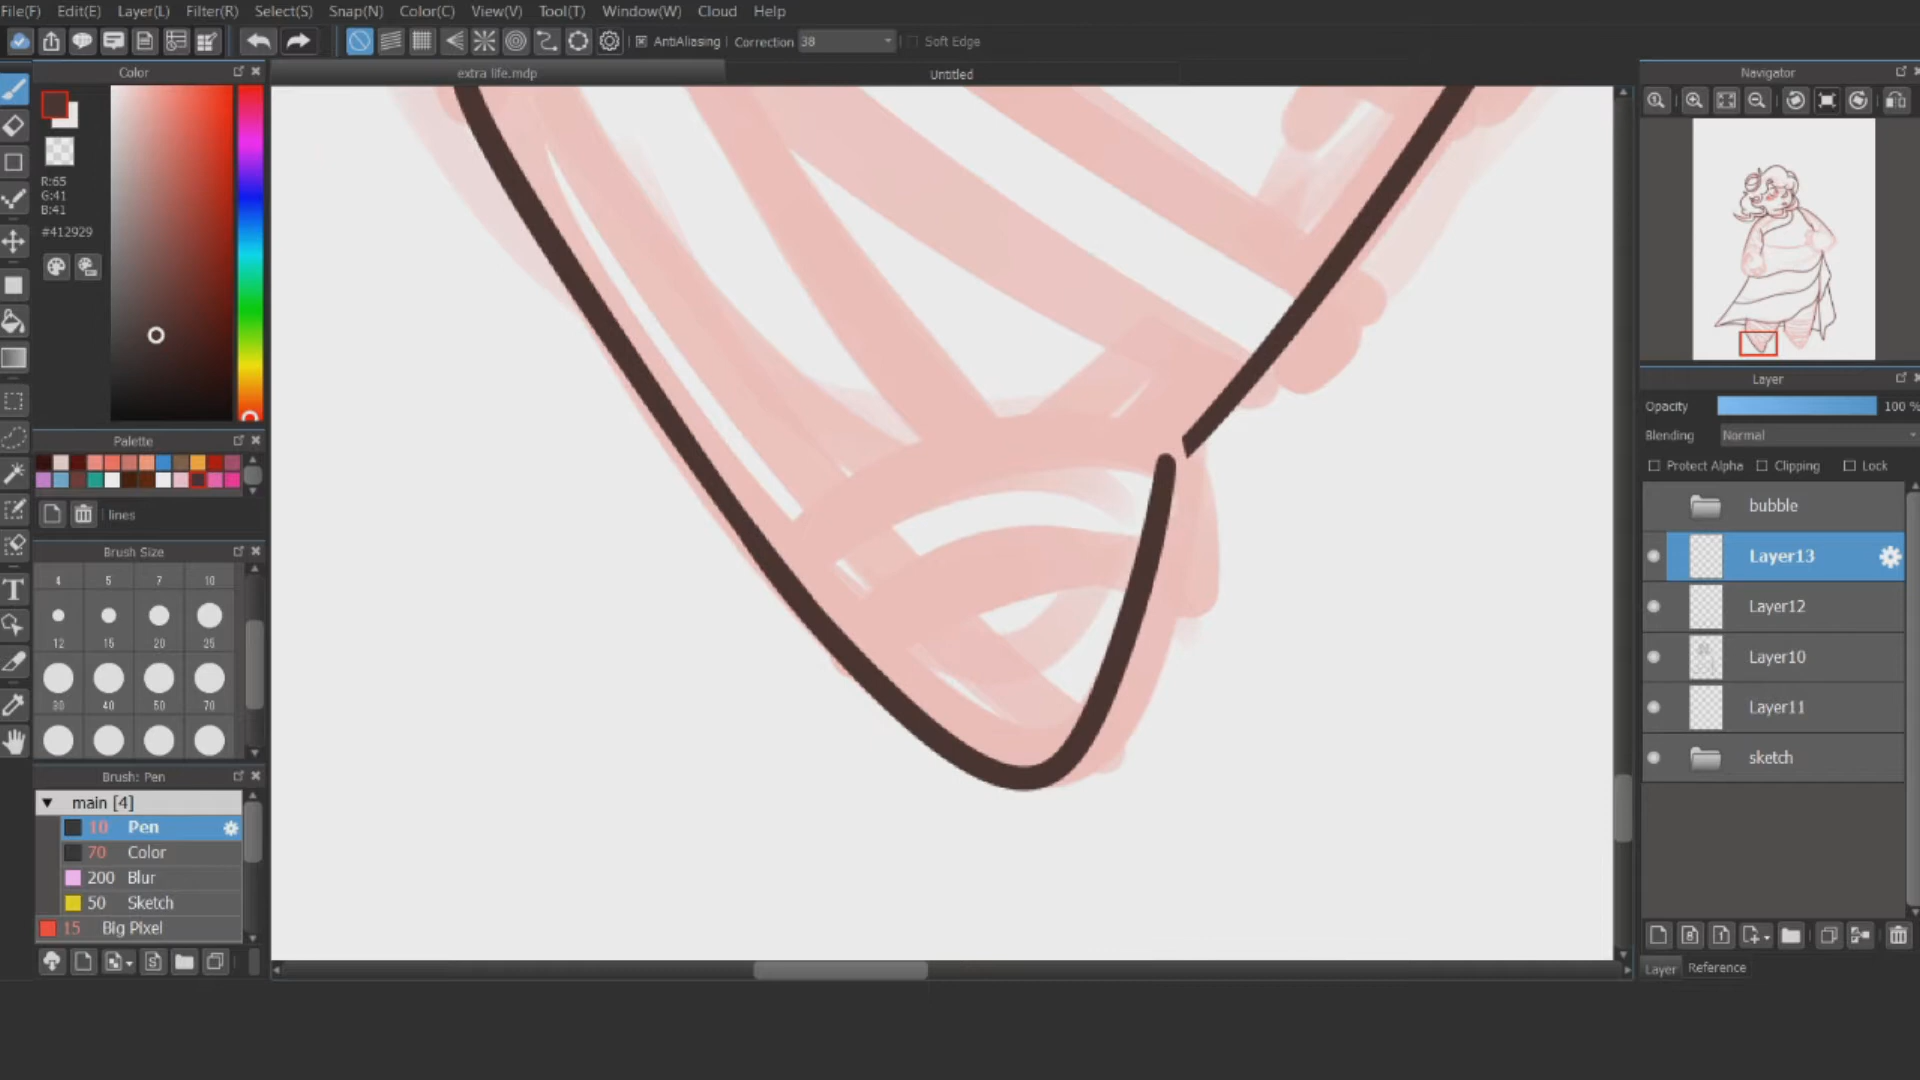 File(F) Edit(E) Layer(L) Filter(R) Select(S) Snap(N) Color(C) View(V) Tool(T) Window(W) Cloud Help
AntiAliasing Correction 38 Soft Edge
Color
extra life.mdp
Untitled
Navigator
R:65
G:41
B:41
#412929
Palette
lines
Brush Size
4 5 7 10
12 15 20 25
30 40 50 70
Brush: Pen
main [4]
10 Pen
70 Color
200 Blur
50 Sketch
15 Big Pixel
Layer
Opacity 100 %
Blending Normal
Protect Alpha Clipping Lock
bubble
Layer13
Layer12
Layer10
Layer11
sketch
Layer Reference